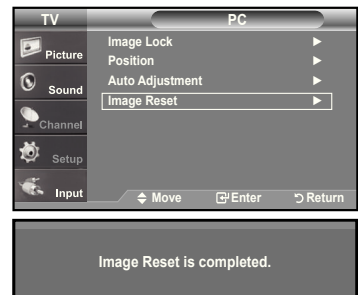 TV PC
Picture
Sound
Channel
Setup
Input
Image Lock
Position
Auto Adjustment
Image Reset
Move Enter Return
Image Reset is completed.